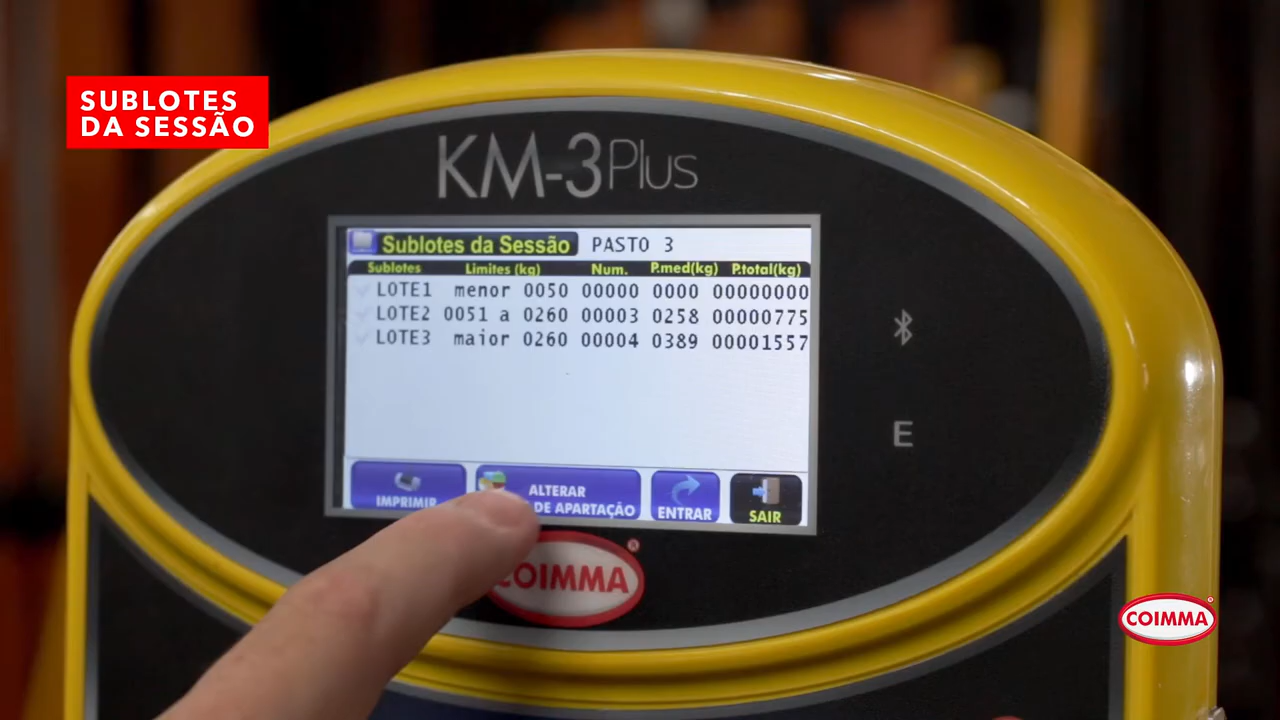 SUBLOTES
DA SESSÃO
KM-3 Plus
Sublotes da Sessão PASTO 3
Sublotes Limites (kg) Num. P.med(kg) P.total(kg)
LOTE1 menor 0050 00000 0000 00000000
LOTE2 0051 a 0260 00003 0258 00000775
LOTE3 maior 0260 00004 0389 00001557
IMPRIMIR
ALTERAR
DE APARTAÇÃO
ENTRAR
SAIR
E
COIMMA ®
COIMMA ®